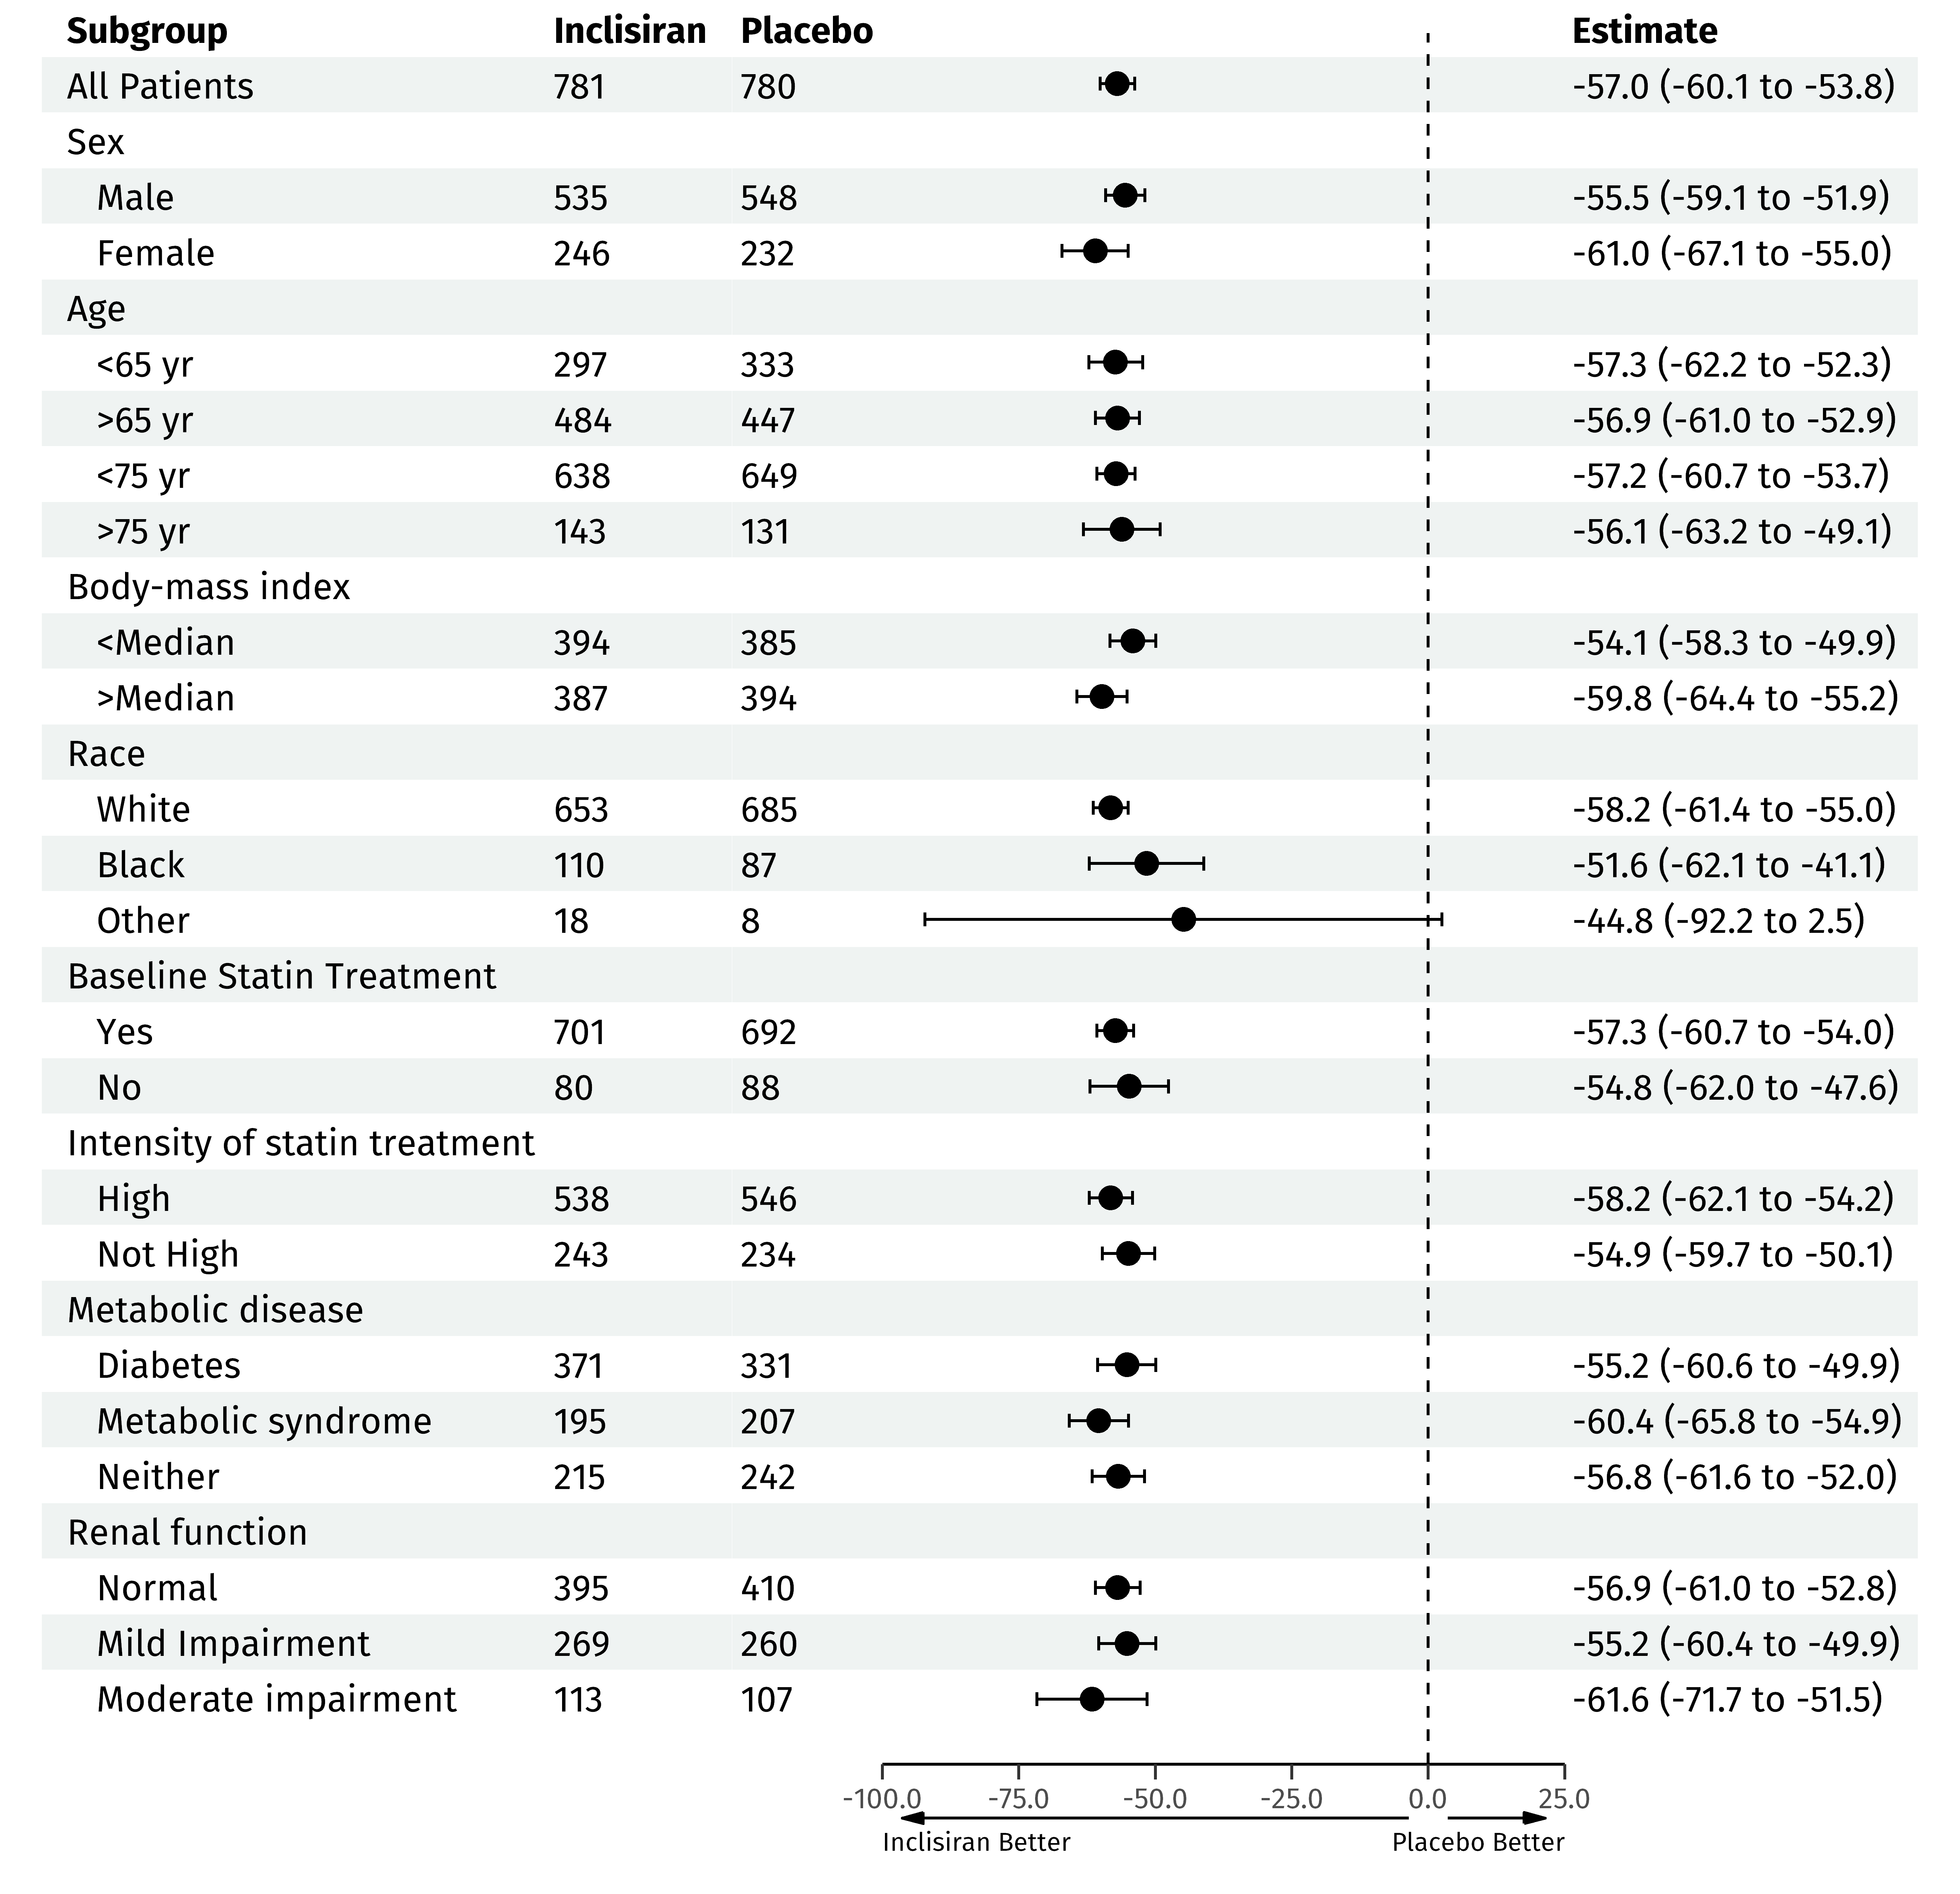 Subgroup Inclisiran Placebo Estimate
All Patients 781 780 -57.0 (-60.1 to -53.8)
Sex
Male 535 548 -55.5 (-59.1 to -51.9)
Female 246 232 -61.0 (-67.1 to -55.0)
Age
<65 yr 297 333 -57.3 (-62.2 to -52.3)
>65 yr 484 447 -56.9 (-61.0 to -52.9)
<75 yr 638 649 -57.2 (-60.7 to -53.7)
>75 yr 143 131 -56.1 (-63.2 to -49.1)
Body-mass index
<Median 394 385 -54.1 (-58.3 to -49.9)
>Median 387 394 -59.8 (-64.4 to -55.2)
Race
White 653 685 -58.2 (-61.4 to -55.0)
Black 110 87 -51.6 (-62.1 to -41.1)
Other 18 8 -44.8 (-92.2 to 2.5)
Baseline Statin Treatment
Yes 701 692 -57.3 (-60.7 to -54.0)
No 80 88 -54.8 (-62.0 to -47.6)
Intensity of statin treatment
High 538 546 -58.2 (-62.1 to -54.2)
Not High 243 234 -54.9 (-59.7 to -50.1)
Metabolic disease
Diabetes 371 331 -55.2 (-60.6 to -49.9)
Metabolic syndrome 195 207 -60.4 (-65.8 to -54.9)
Neither 215 242 -56.8 (-61.6 to -52.0)
Renal function
Normal 395 410 -56.9 (-61.0 to -52.8)
Mild Impairment 269 260 -55.2 (-60.4 to -49.9)
Moderate impairment 113 107 -61.6 (-71.7 to -51.5)
-100.0 -75.0 -50.0 -25.0 0.0 25.0
Inclisiran Better Placebo Better